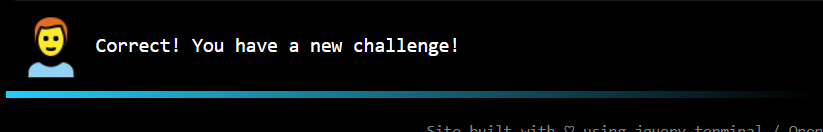 Correct! You have a new challenge!
Site built with ♡ using jquery terminal / Open